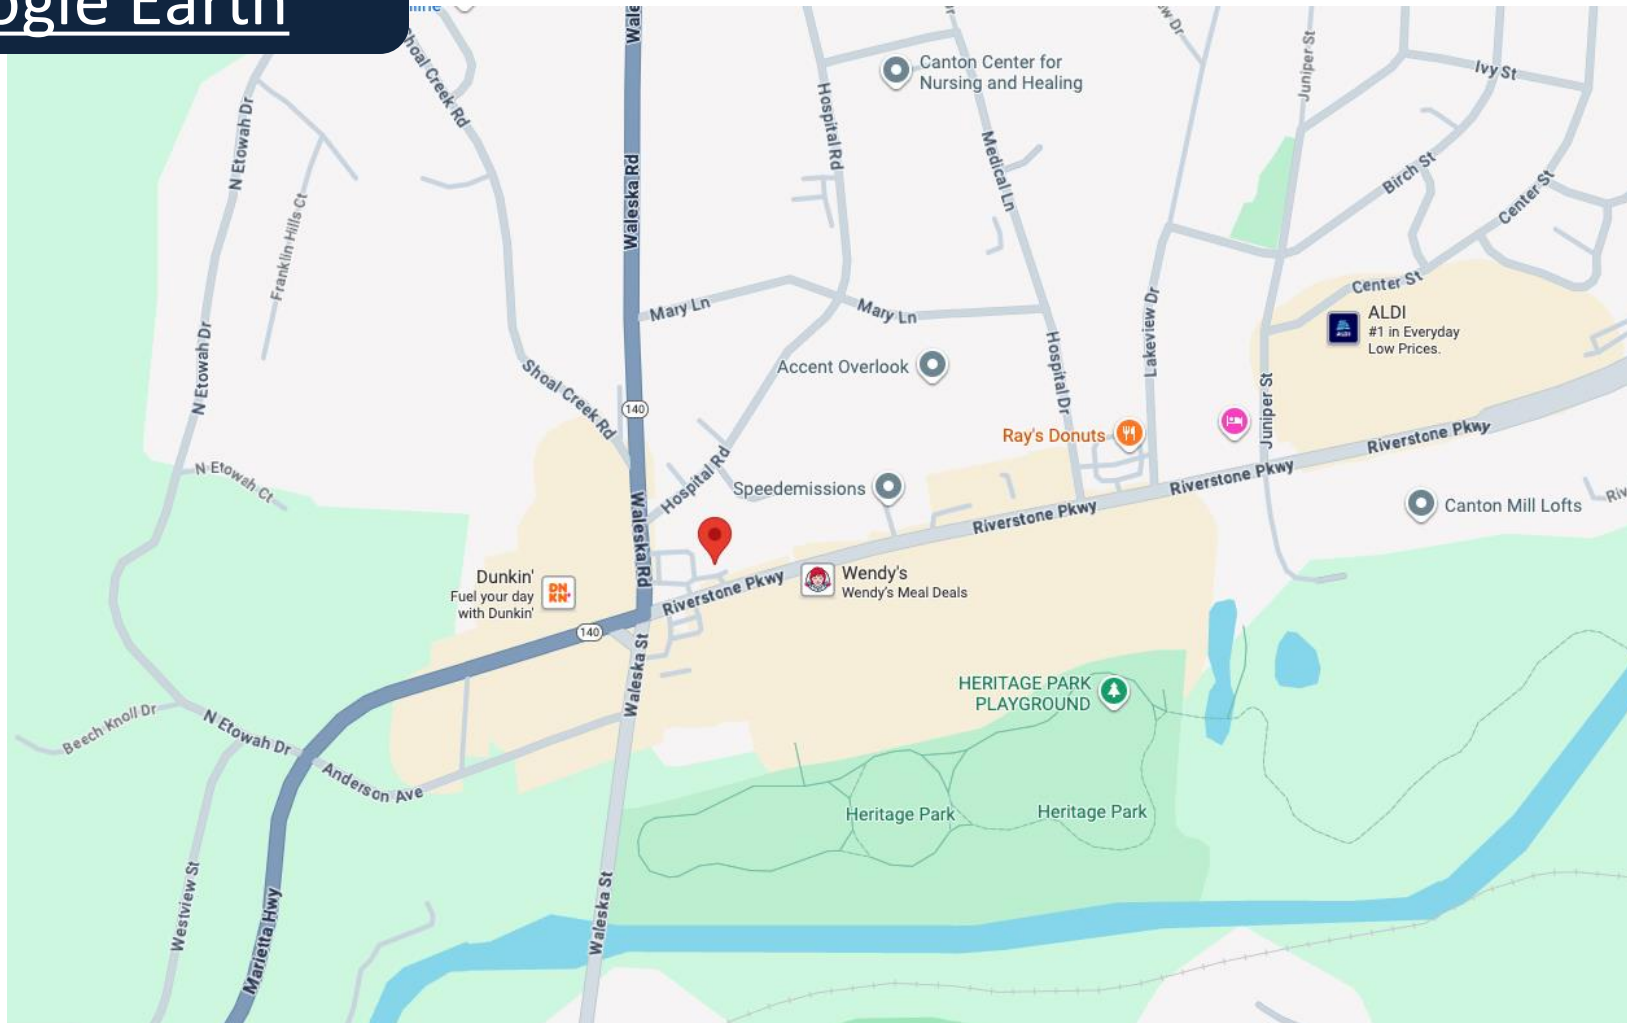 ogle Earth
Shoal Creek Rd
Waleska Rd
Hospital Rd
Canton Center for
Nursing and Healing
Juniper St
Ivy St
N Etowah Dr
Franklin Hills Ct
Medical Ln
Birch St
Center St
Mary Ln
Mary Ln
Center St
ALDI
#1 in Everyday
Low Prices.
N Etowah Dr
Shoal Creek Rd
Accent Overlook
Hospital Dr
Lakeview Dr
Juniper St
140
Ray's Donuts
Riverstone Pkwy
N Etowah Ct
Hospital Rd
Speedemissions
Riverstone Pkwy
Riverstone Pkwy
Canton Mill Lofts
Waleska Rd
Dunkin'
Fuel your day
with Dunkin'
DN
KN'
Riverstone Pkwy
Wendy's
Wendy's Meal Deals
140
Waleska St
HERITAGE PARK
PLAYGROUND
Beech Knoll Dr
N Etowah Dr
Anderson Ave
Heritage Park
Heritage Park
Westview St
Marietta Hwy
Waleska St